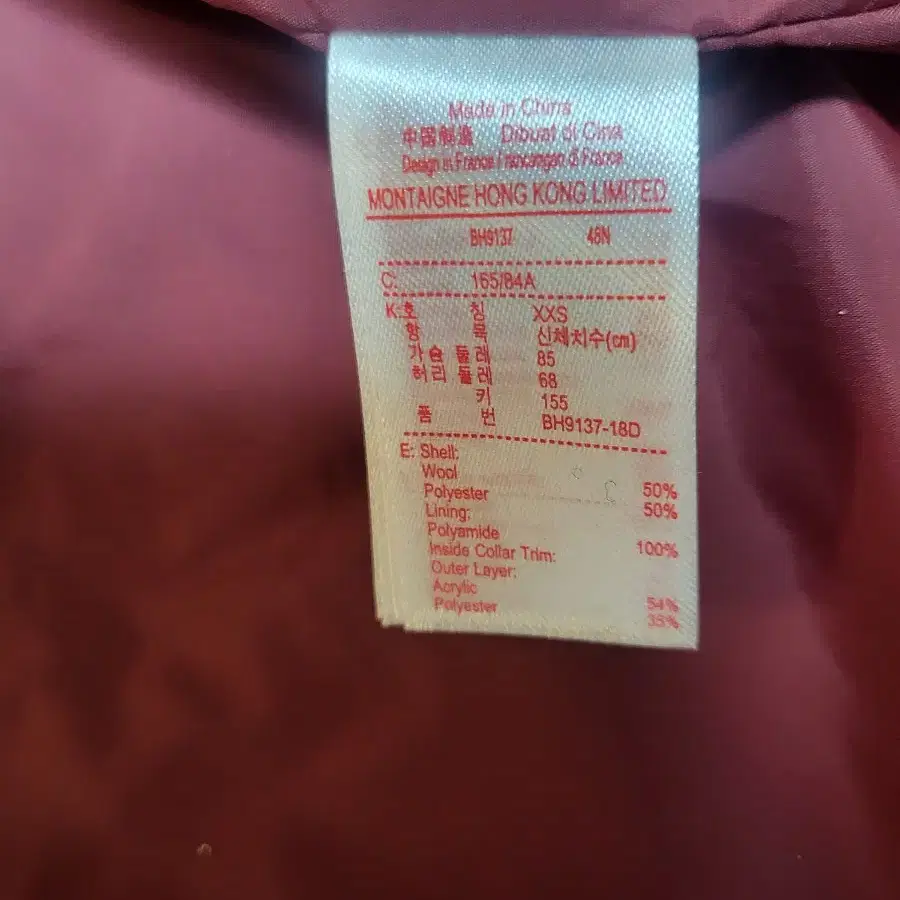 Made in China
中国制造 Dibuat di Cina
Design in France / rancangan di France
MONTAIGNE HONG KONG LIMITED
BH9137 48N
C: 165/84A
K:호 칭 XXS
항 목 신체치수(cm)
가슴 둘레 85
허리 둘레 68
키 155
품 번 BH9137-18D
E: Shell:
Wool 50%
Polyester 50%
Lining:
Polyamide 100%
Inside Collar Trim:
Outer Layer:
Acrylic 54%
Polyester 35%